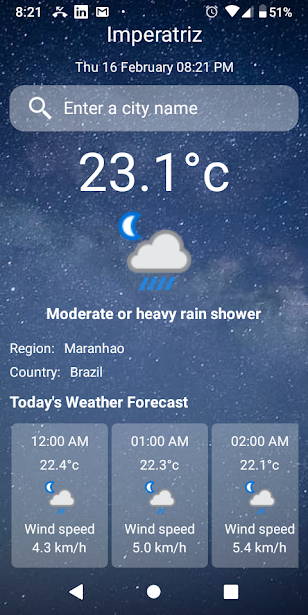 8:21
51%
Imperatriz
Thu 16 February 08:21 PM
Enter a city name
23.1°c
Moderate or heavy rain shower
Region: Maranhao
Country: Brazil
Today's Weather Forecast
12:00 AM 01:00 AM 02:00 AM
22.4°c 22.3°c 22.1°c
Wind speed Wind speed Wind speed
4.3 km/h 5.0 km/h 5.4 km/h